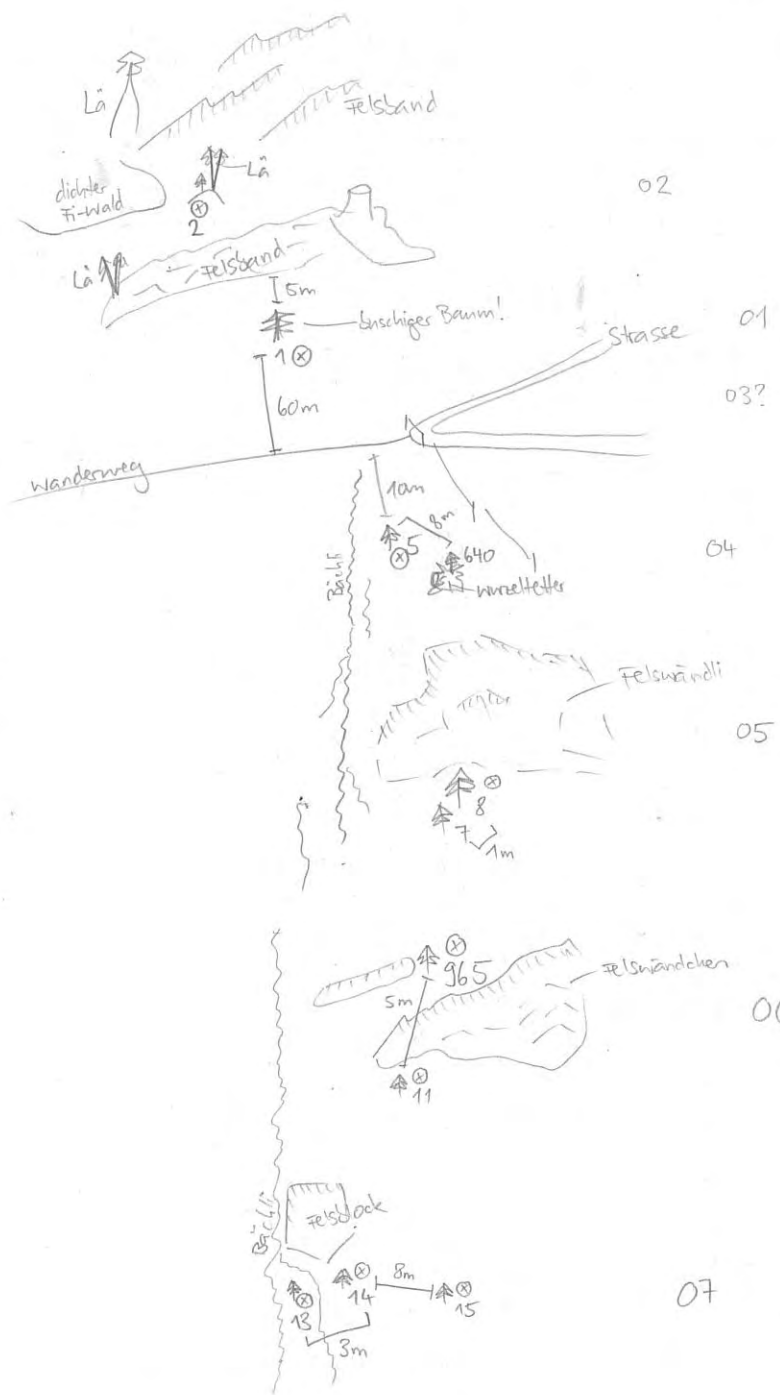 Lä
Felsband
Lä
dichter
Fi-Wald
02
2
Lä
Felsband
5m
buschiger Baum!
01
Strasse
1
03?
60m
Wanderweg
10m
8m
5
640
04
Bächli
Wurzelteller
Felswändli
05
8
7
1m
965
Felswändchen
5m
06
11
Bächli
Felsblock
8m
07
13
14
15
3m